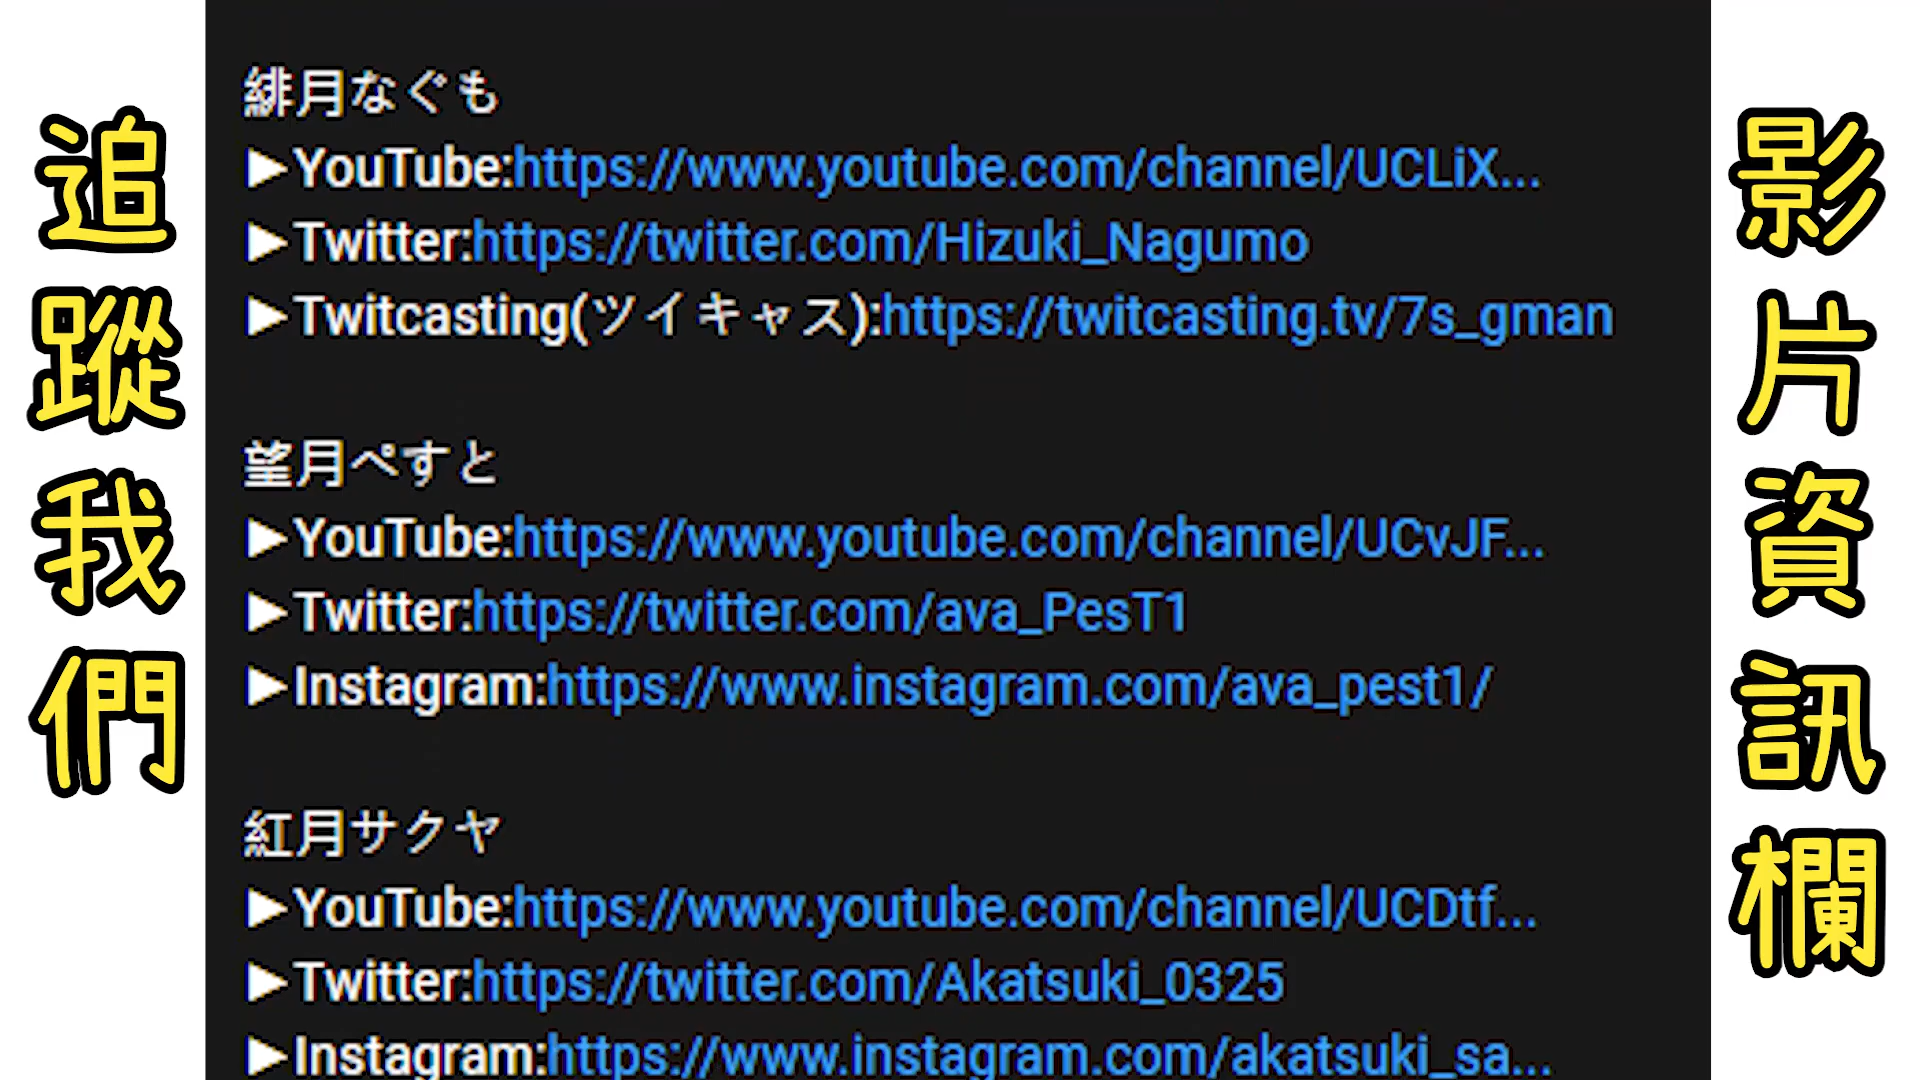 追蹤我們
緋月なぐも
▶YouTube:https://www.youtube.com/channel/UCLiX...
▶Twitter:https://twitter.com/Hizuki_Nagumo
▶Twitcasting(ツイキャス):https://twitcasting.tv/7s_gman
望月ぺすと
▶YouTube:https://www.youtube.com/channel/UCvJF...
▶Twitter:https://twitter.com/ava_PesT1
▶Instagram:https://www.instagram.com/ava_pest1/
紅月サクヤ
▶YouTube:https://www.youtube.com/channel/UCDtf...
▶Twitter:https://twitter.com/Akatsuki_0325
▶Instagram:https://www.instagram.com/akatsuki_sa...
影片資訊欄